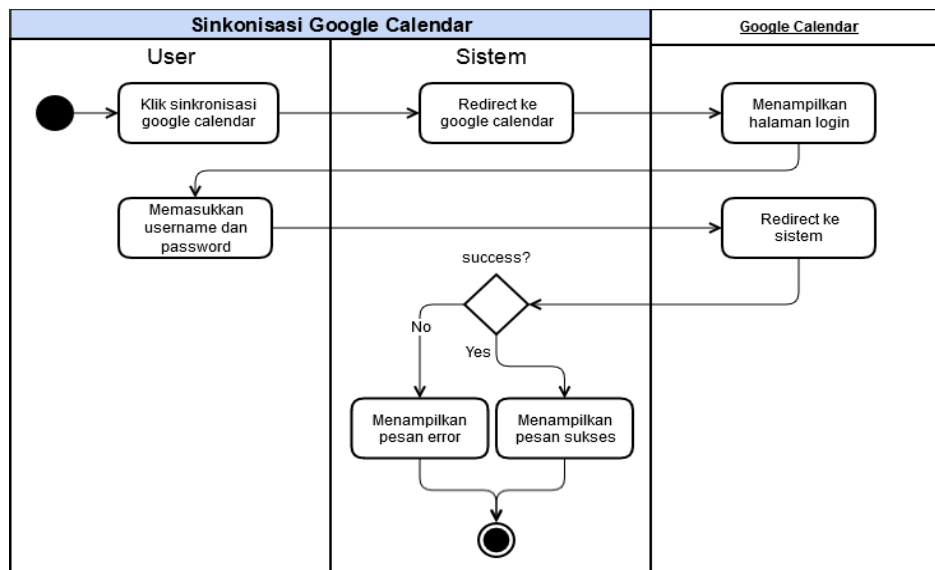 Sinkonisasi Google Calendar
Google Calendar
User
Sistem
Klik sinkronisasi
google calendar
Redirect ke
google calendar
Menampilkan
halaman login
Memasukkan
username dan
password
Redirect ke
sistem
success?
No
Yes
Menampilkan
pesan error
Menampilkan
pesan sukses